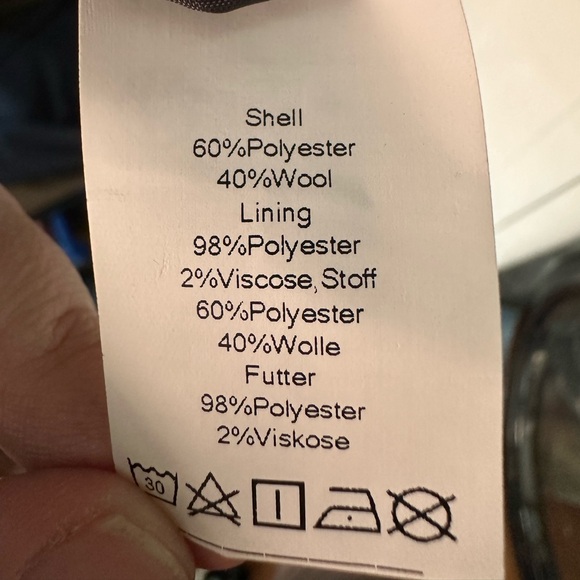 Shell
60%Polyester
40%Wool
Lining
98%Polyester
2%Viscose,Stoff
60%Polyester
40%Wolle
Futter
98%Polyester
2%Viskose
30